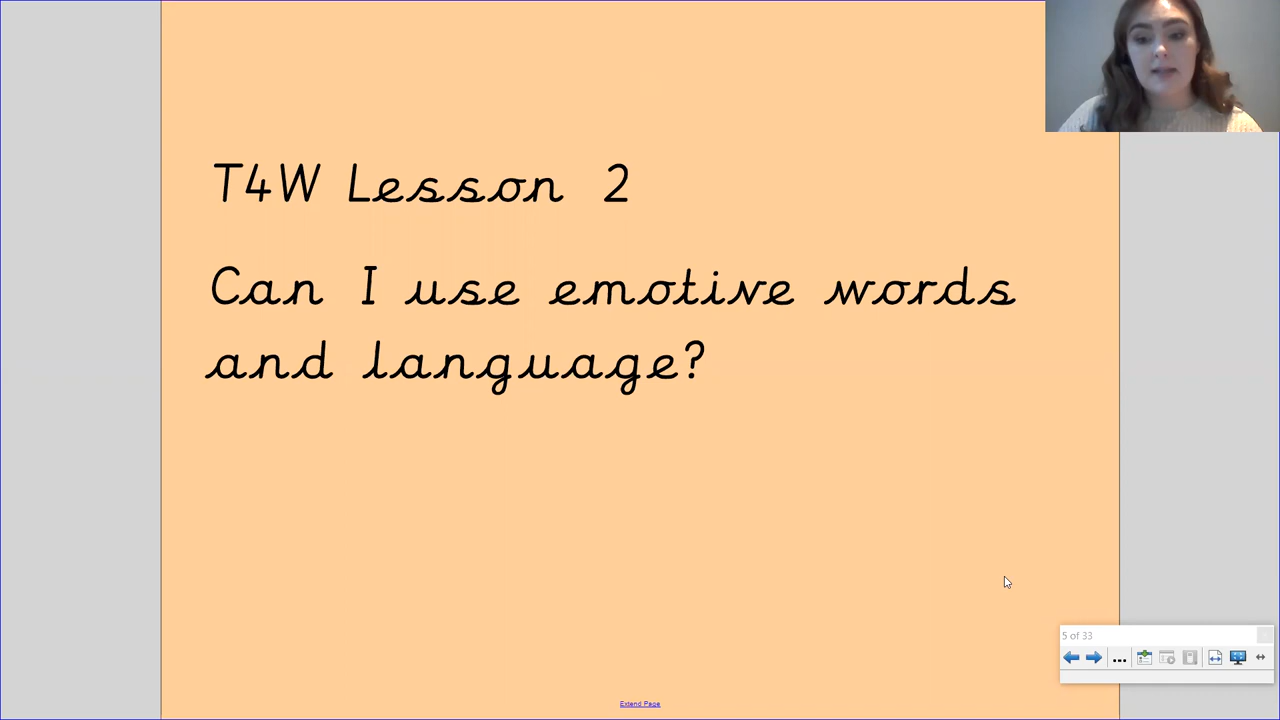 T4W Lesson 2
Can I use emotive words
and language?
5 of 33
Extend Page